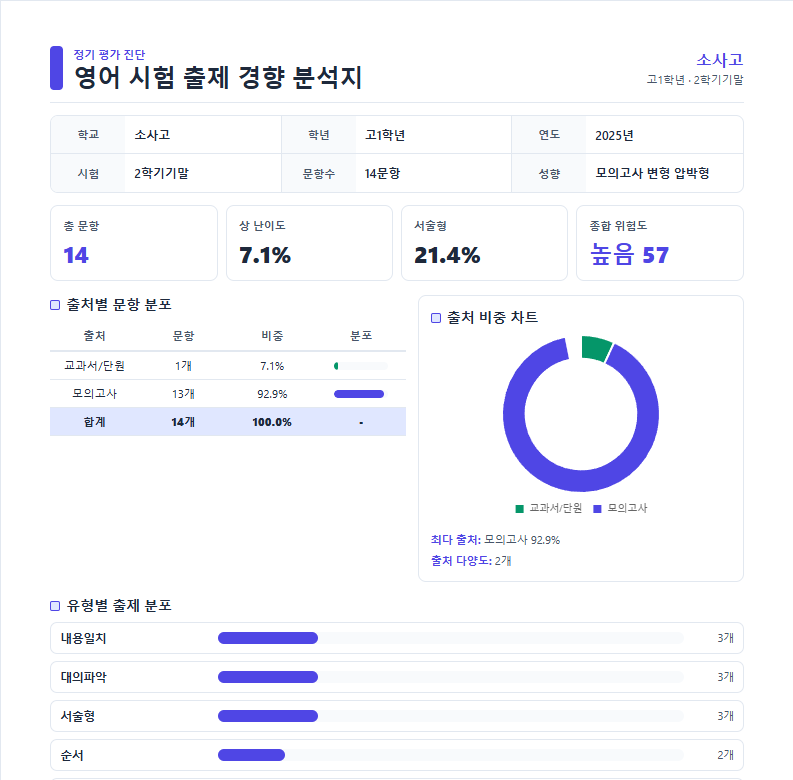 정기 평가 진단
영어 시험 출제 경향 분석지
소사고
고1학년 · 2학기기말
학교 소사고 학년 고1학년 연도 2025년
시험 2학기기말 문항수 14문항 성향 모의고사 변형 압박형
총 문항 상 난이도 서술형 종합 위험도
14 7.1% 21.4% 높음 57
출처별 문항 분포
출처 문항 비중 분포
교과서/단원 1개 7.1%
모의고사 13개 92.9%
합계 14개 100.0% -
출처 비중 차트
교과서/단원 모의고사
최다 출처: 모의고사 92.9%
출처 다양도: 2개
유형별 출제 분포
내용일치 3개
대의파악 3개
서술형 3개
순서 2개